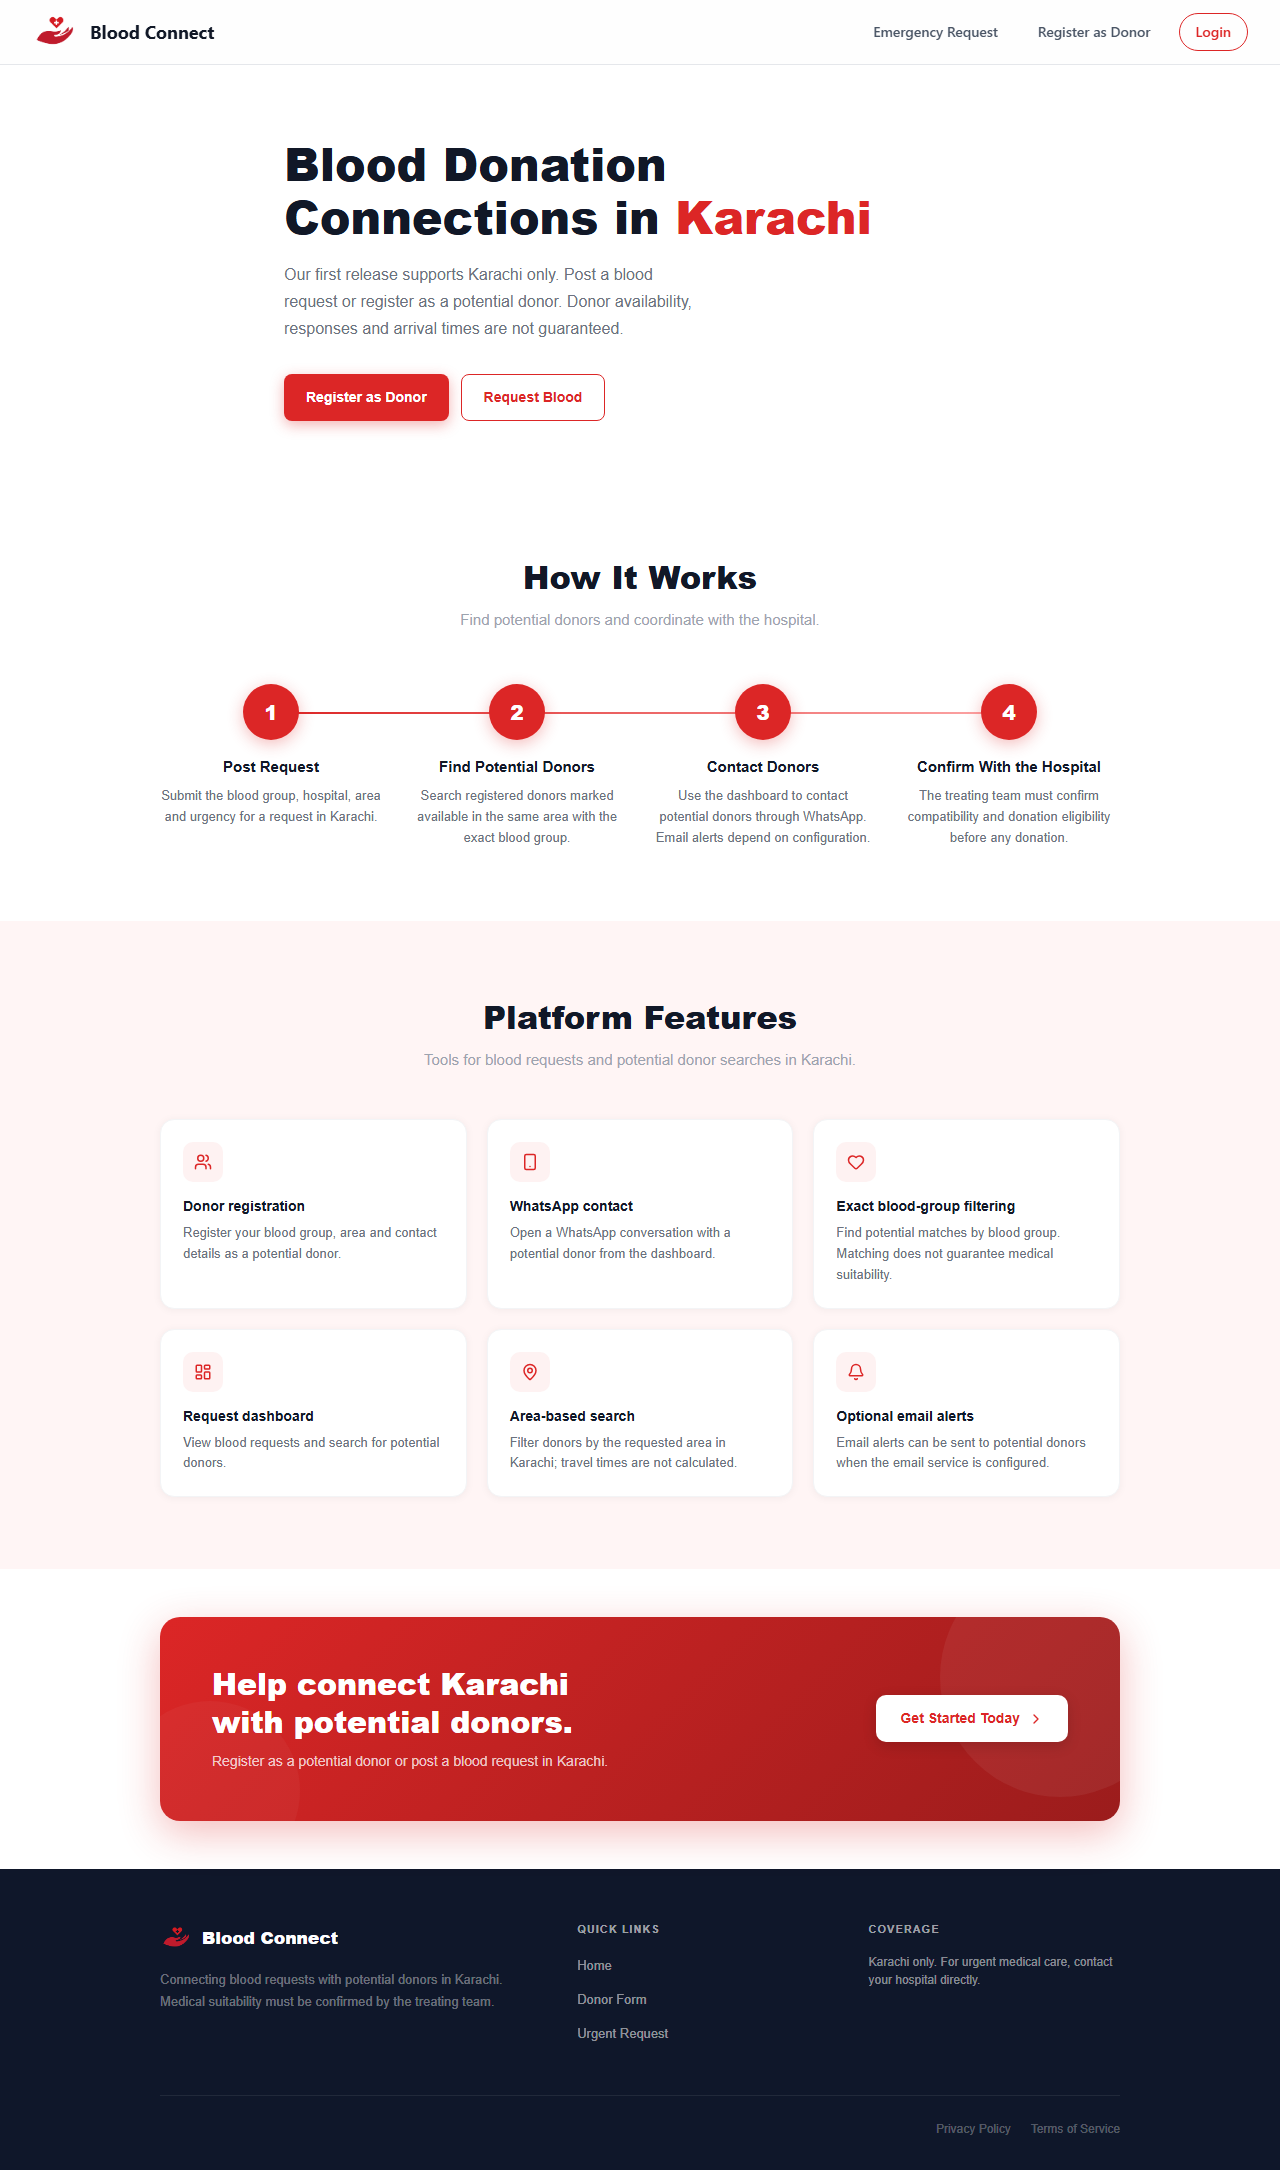 Blood Connect
Emergency Request
Register as Donor
Login
Blood Donation
Connections in Karachi
Our first release supports Karachi only. Post a blood
request or register as a potential donor. Donor availability,
responses and arrival times are not guaranteed.
Register as Donor
Request Blood
How It Works
Find potential donors and coordinate with the hospital.
1
Post Request
Submit the blood group, hospital, area
and urgency for a request in Karachi.
2
Find Potential Donors
Search registered donors marked
available in the same area with the
exact blood group.
3
Contact Donors
Use the dashboard to contact
potential donors through WhatsApp.
Email alerts depend on configuration.
4
Confirm With the Hospital
The treating team must confirm
compatibility and donation eligibility
before any donation.
Platform Features
Tools for blood requests and potential donor searches in Karachi.
Donor registration
Register your blood group, area and contact
details as a potential donor.
WhatsApp contact
Open a WhatsApp conversation with a
potential donor from the dashboard.
Exact blood-group filtering
Find potential matches by blood group.
Matching does not guarantee medical
suitability.
Request dashboard
View blood requests and search for potential
donors.
Area-based search
Filter donors by the requested area in
Karachi; travel times are not calculated.
Optional email alerts
Email alerts can be sent to potential donors
when the email service is configured.
Help connect Karachi
with potential donors.
Register as a potential donor or post a blood request in Karachi.
Get Started Today
Blood Connect
Connecting blood requests with potential donors in Karachi.
Medical suitability must be confirmed by the treating team.
QUICK LINKS
Home
Donor Form
Urgent Request
COVERAGE
Karachi only. For urgent medical care, contact
your hospital directly.
Privacy Policy
Terms of Service